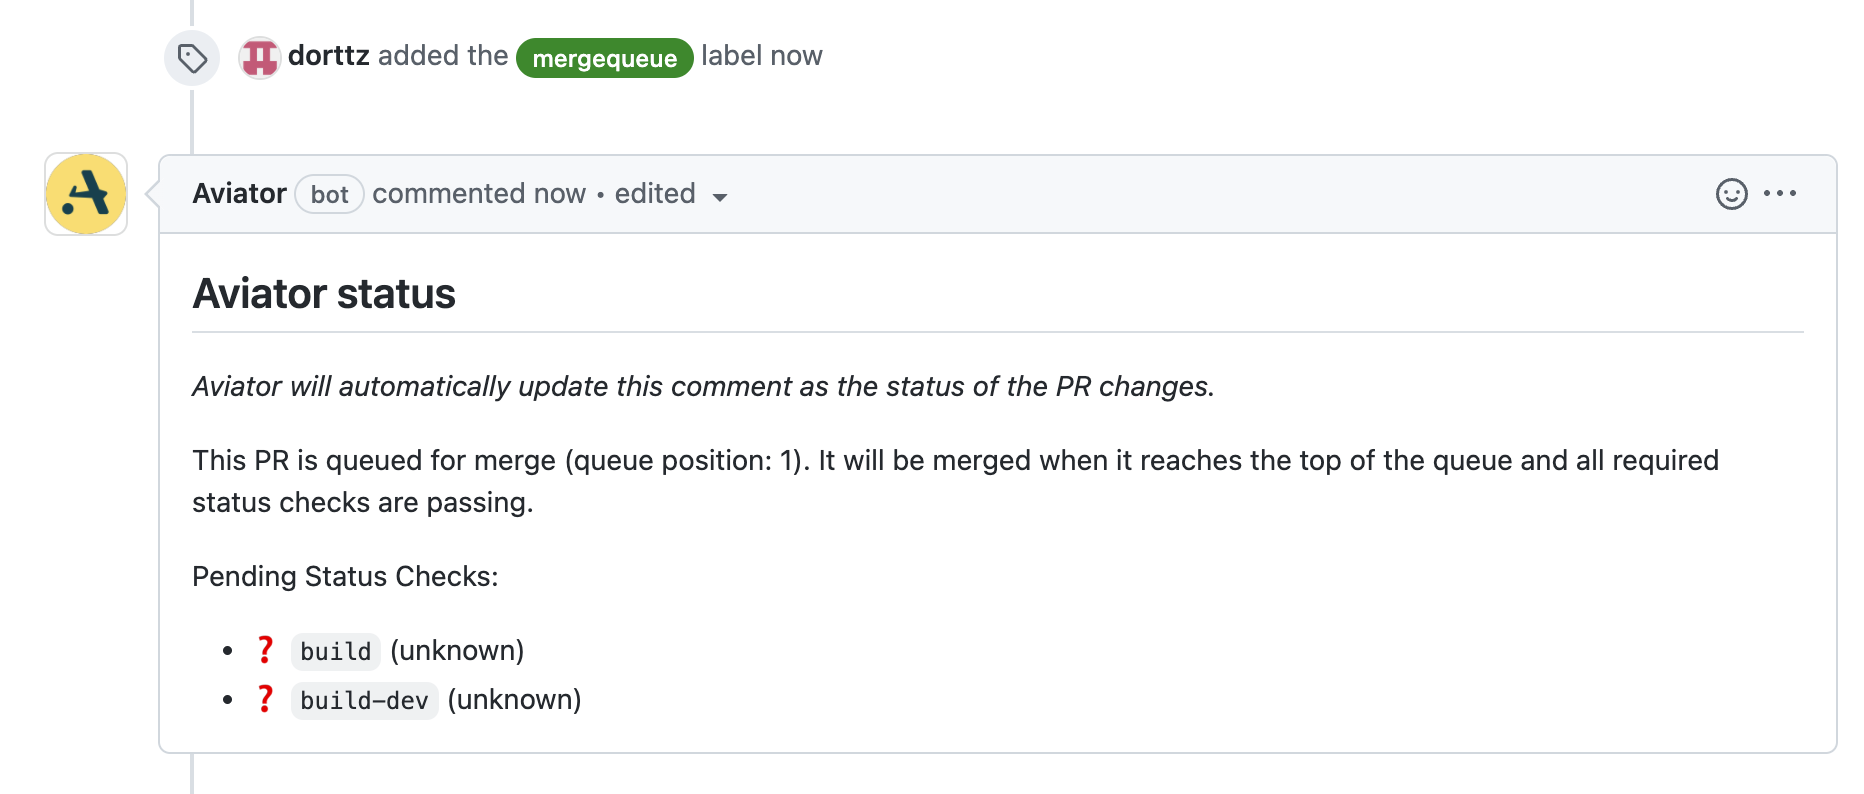 dorttz added the mergequeue label now
Aviator bot commented now • edited
Aviator status
Aviator will automatically update this comment as the status of the PR changes.
This PR is queued for merge (queue position: 1). It will be merged when it reaches the top of the queue and all required
status checks are passing.
Pending Status Checks:
• ❓ build (unknown)
• ❓ build-dev (unknown)